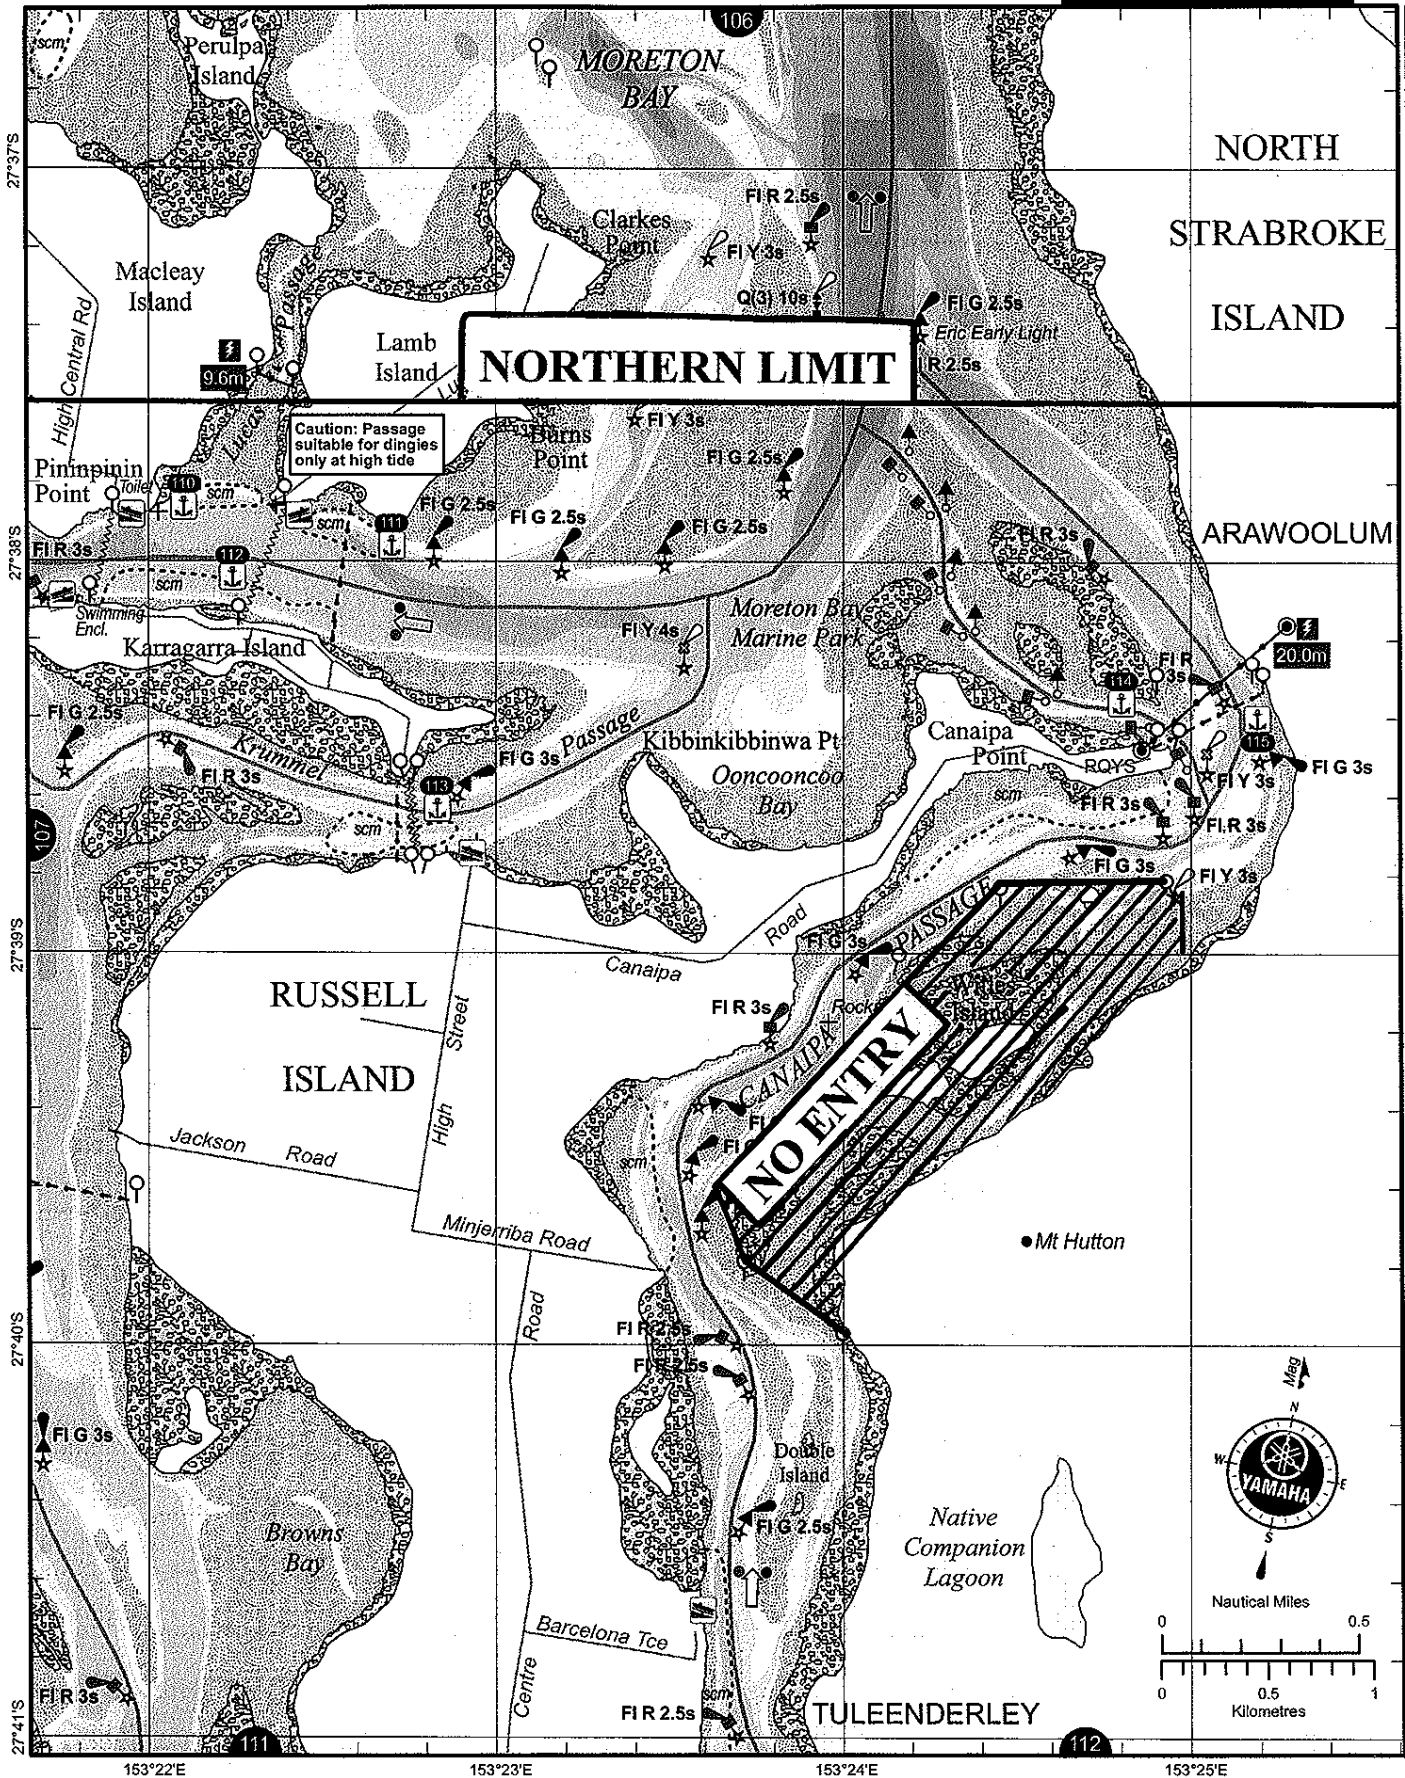 106
scm
Perulpa
Island
MORETON
BAY
27°37'S
NORTH
STRABROKE
ISLAND
Fl R 2.5s
Clarkes
Point
Fl Y 3s
Macleay
Island
Passage
Q(3) 10s
Fl G 2.5s
Eric Early Light
R 2.5s
High Central Rd
Lamb
Island
9.6m
NORTHERN LIMIT
Lucas
Caution: Passage
suitable for dingies
only at high tide
Fl Y 3s
Burns
Point
Fl G 2.5s
Pininpinin
Point
Toilet
110
scm
scm
111
Fl G 2.5s
Fl G 2.5s
Fl G 2.5s
27°38'S
Fl R 3s
112
scm
Fl R 3s
ARAWOOLUM
Swimming
Encl.
Karragarra Island
Moreton Bay
Marine Park
Fl Y 4s
20.0m
Fl R
3s
114
Fl G 2.5s
Krummel
Passage
Fl G 3s
Kibbinkibbinwa Pt
Canaipa
Point
RQYS
115
Fl G 3s
Fl R 3s
113
Ooncooncoo
Bay
scm
Fl Y 3s
Fl R 3s
Fl R 3s
107
scm
Fl G 3s
Fl Y 3s
PASSAGE
27°39'S
Road
Canaipa
Fl G 3s
Willes
Island
RUSSELL
ISLAND
Fl R 3s
Rock
CANAIPA
NO ENTRY
Street
High
scm
Jackson Road
Minjerriba Road
Mt Hutton
Road
27°40'S
Fl R 2.5s
Fl R 2.5s
Mag
N
W
E
S
YAMAHA
Fl G 3s
Double
Island
Browns
Bay
Fl G 2.5s
Native
Companion
Lagoon
Nautical Miles
0 0.5
0 0.5 1
Kilometres
Barcelona Tce
Centre
Fl R 3s
scm
Fl R 2.5s
TULEENDERLEY
27°41'S
111
112
153°22'E
153°23'E
153°24'E
153°25'E